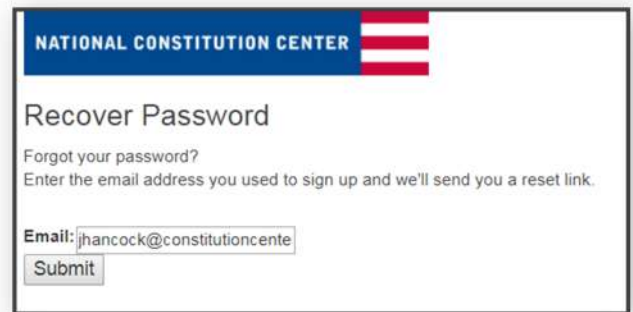 NATIONAL CONSTITUTION CENTER
Recover Password
Forgot your password?
Enter the email address you used to sign up and we'll send you a reset link.
Email: jhancock@constitutioncente
Submit